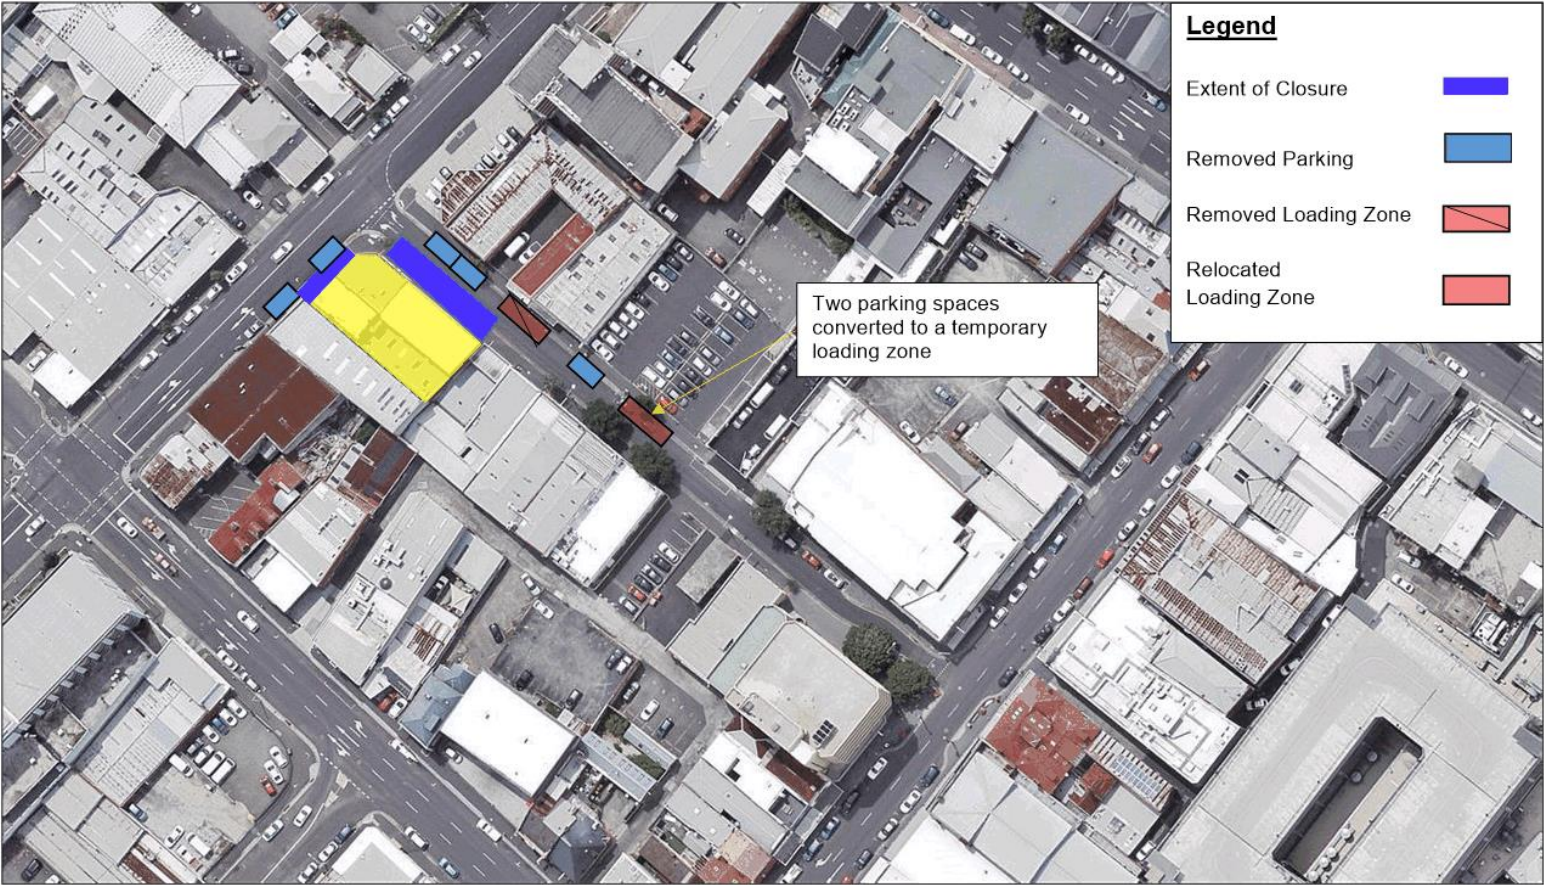 Legend
Extent of Closure
Removed Parking
Removed Loading Zone
Relocated
Loading Zone
Two parking spaces
converted to a temporary
loading zone